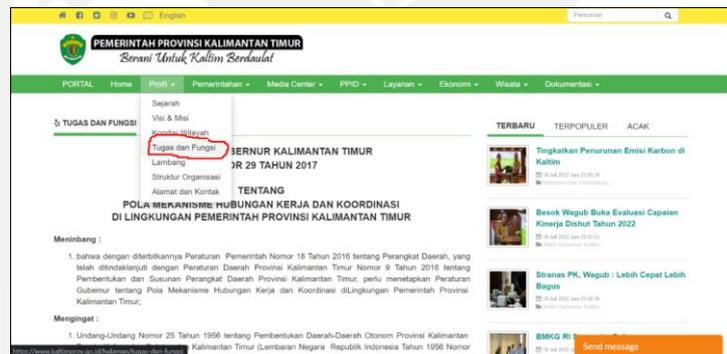 English
Pencarian
PEMERINTAH PROVINSI KALIMANTAN TIMUR
Berani Untuk Kaltim Berdaulat
PORTAL Home Profil Pemerintahan Media Center PPID Layanan Ekonomi Wisata Dokumentasi
Sejarah
Visi & Misi
Kondisi Wilayah
Tugas dan Fungsi
Lambang
Struktur Organisasi
Alamat dan Kontak
TUGAS DAN FUNGSI
BERNUR KALIMANTAN TIMUR
OR 29 TAHUN 2017
TENTANG
POLA MEKANISME HUBUNGAN KERJA DAN KOORDINASI
DI LINGKUNGAN PEMERINTAH PROVINSI KALIMANTAN TIMUR
Meninbang :
1. bahwa dengan diterbitkannya Peraturan Pemerintah Nomor 18 Tahun 2016 tentang Perangkat Daerah, yang
telah ditindaklanjuti dengan Peraturan Daerah Provinsi Kalimantan Timur Nomor 9 Tahun 2016 tentang
Pembentukan dan Susunan Perangkat Daerah Provinsi Kalimantan Timur, perlu menetapkan Peraturan
Gubernur tentang Pola Mekanisme Hubungan Kerja dan Koordinasi diLingkungan Pemerintah Provinsi
Kalimantan Timur;
Mengingat :
1. Undang-Undang Nomor 25 Tahun 1956 tentang Pembentukan Daerah-Daerah Otonom Provinsi Kalimantan
Kalimantan Timur (Lembaran Negara Republik Indonesia Tahun 1956 Nomor
https://www.kaltimprov.go.id/halaman/tugas-dan-fungsi
TERBARU TERPOPULER ACAK
Tingkatkan Penurunan Emisi Karbon di
Kaltim
Besok Wagub Buka Evaluasi Capaian
Kinerja Dishut Tahun 2022
Stranas PK, Wagub : Lebih Cepat Lebih
Bagus
BMKG RI
Send message